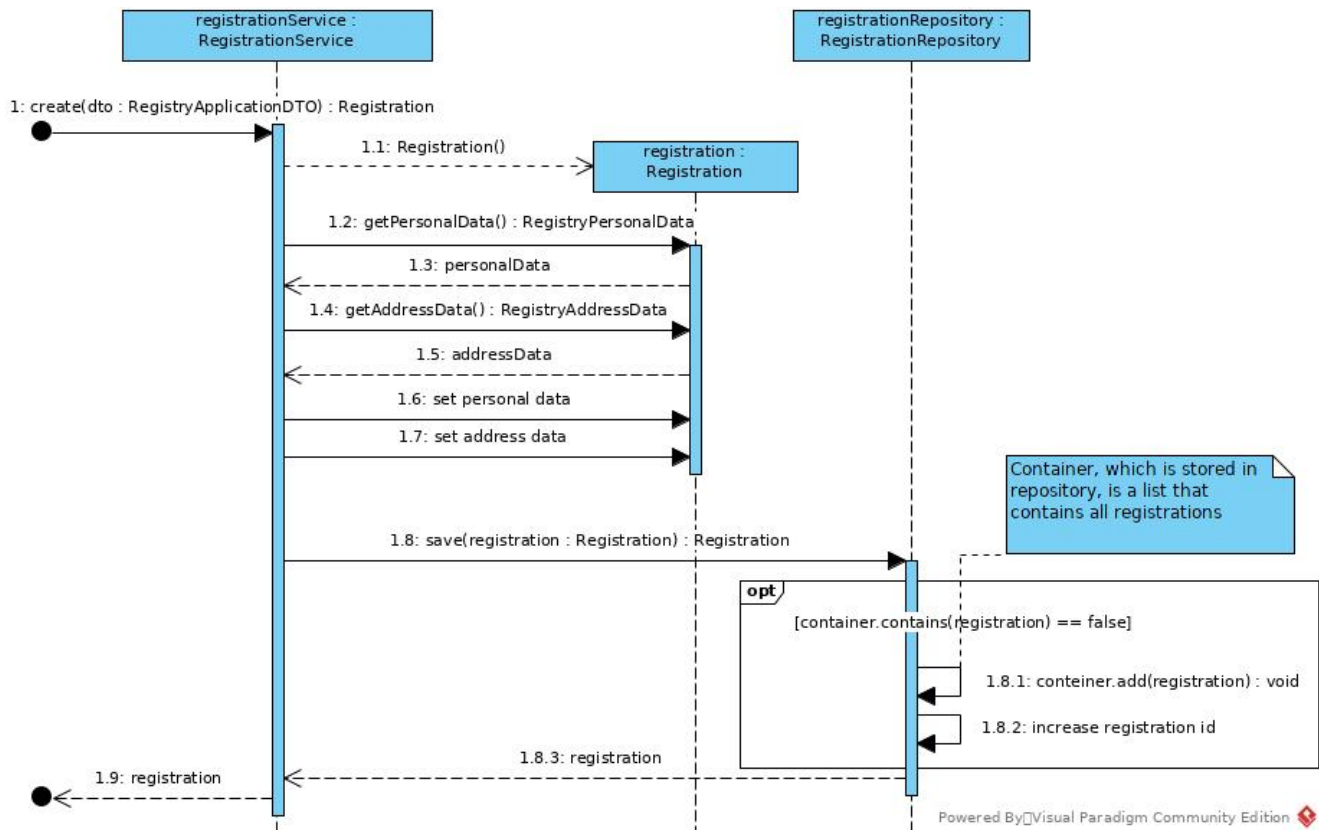 registrationService :
RegistrationService
registrationRepository :
RegistrationRepository
1: create(dto : RegistryApplicationDTO) : Registration
1.1: Registration()
registration :
Registration
1.2: getPersonalData() : RegistryPersonalData
1.3: personalData
1.4: getAddressData() : RegistryAddressData
1.5: addressData
1.6: set personal data
1.7: set address data
Container, which is stored in
repository, is a list that
contains all registrations
1.8: save(registration : Registration) : Registration
opt
[container.contains(registration) == false]
1.8.1: conteiner.add(registration) : void
1.8.2: increase registration id
1.8.3: registration
1.9: registration
Powered By Visual Paradigm Community Edition